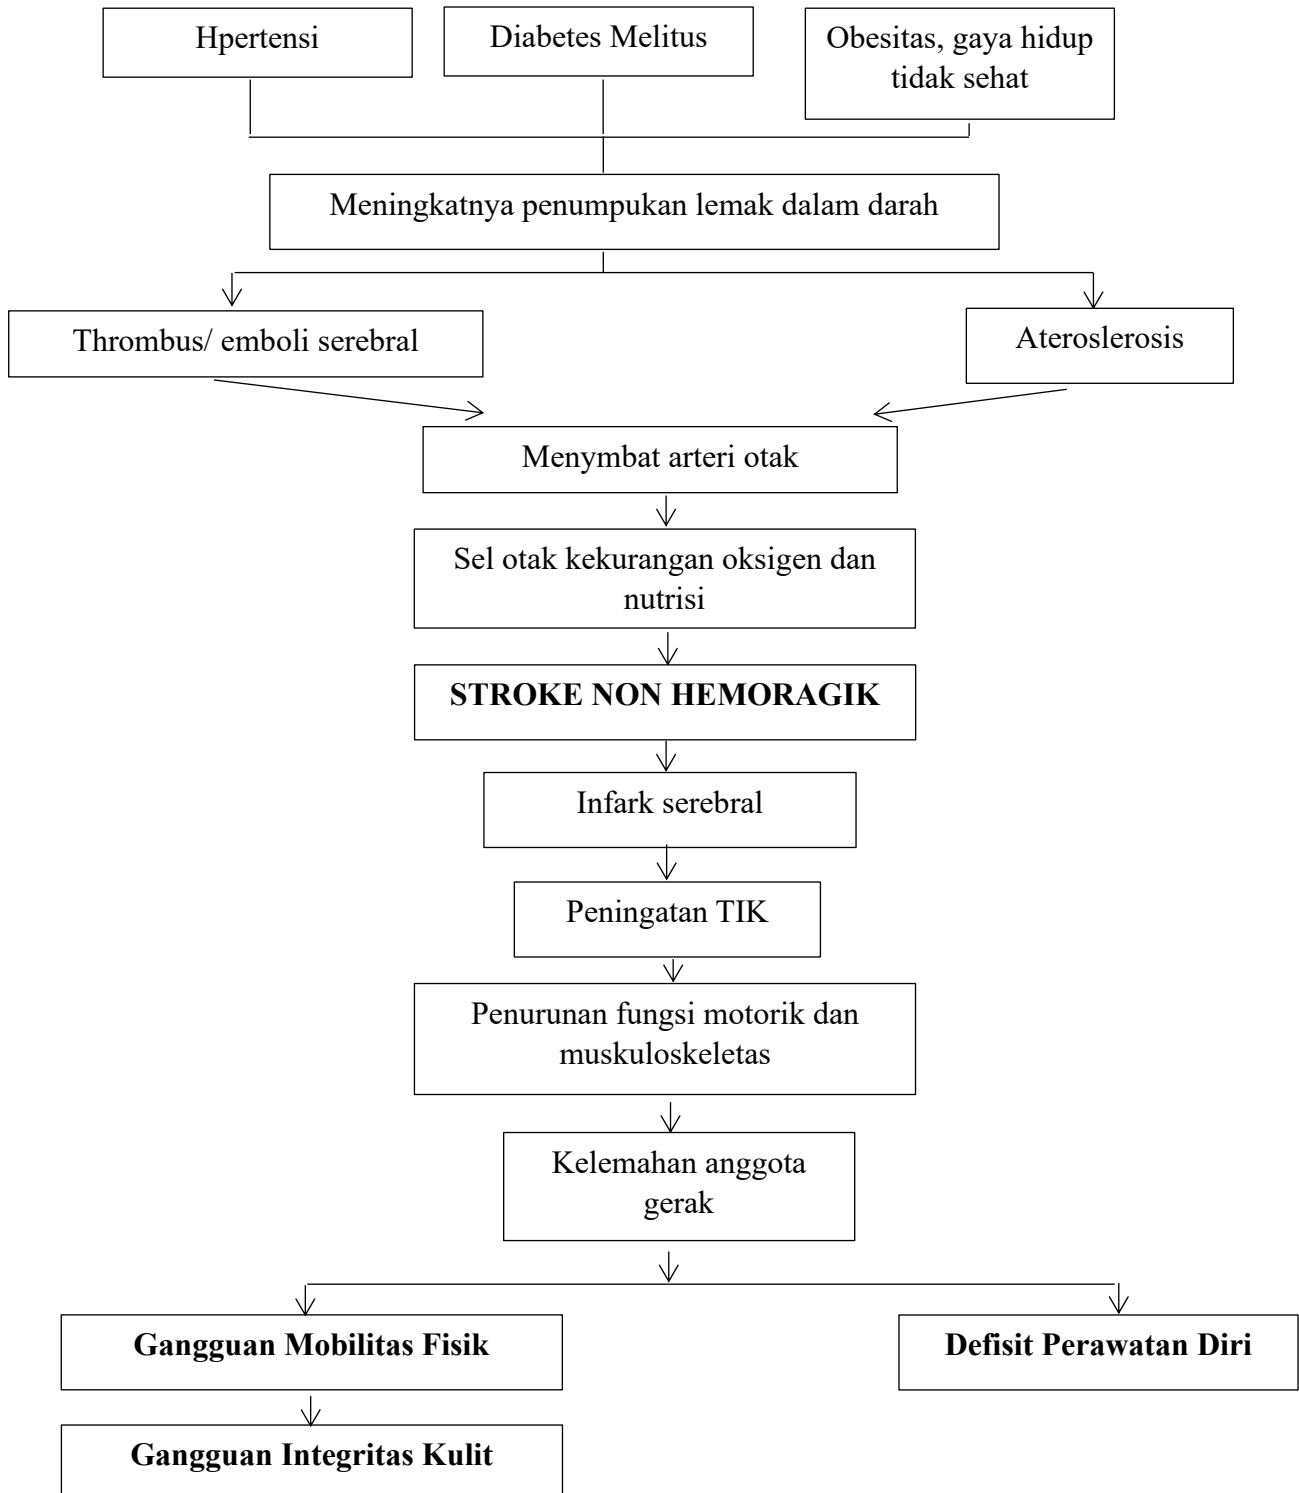 Hpertensi
Diabetes Melitus
Obesitas, gaya hidup
tidak sehat
Meningkatnya penumpukan lemak dalam darah
Thrombus/ emboli serebral
Ateroslerosis
Menymbat arteri otak
Sel otak kekurangan oksigen dan
nutrisi
STROKE NON HEMORAGIK
Infark serebral
Peningatan TIK
Penurunan fungsi motorik dan
muskuloskeletas
Kelemahan anggota
gerak
Gangguan Mobilitas Fisik
Defisit Perawatan Diri
Gangguan Integritas Kulit